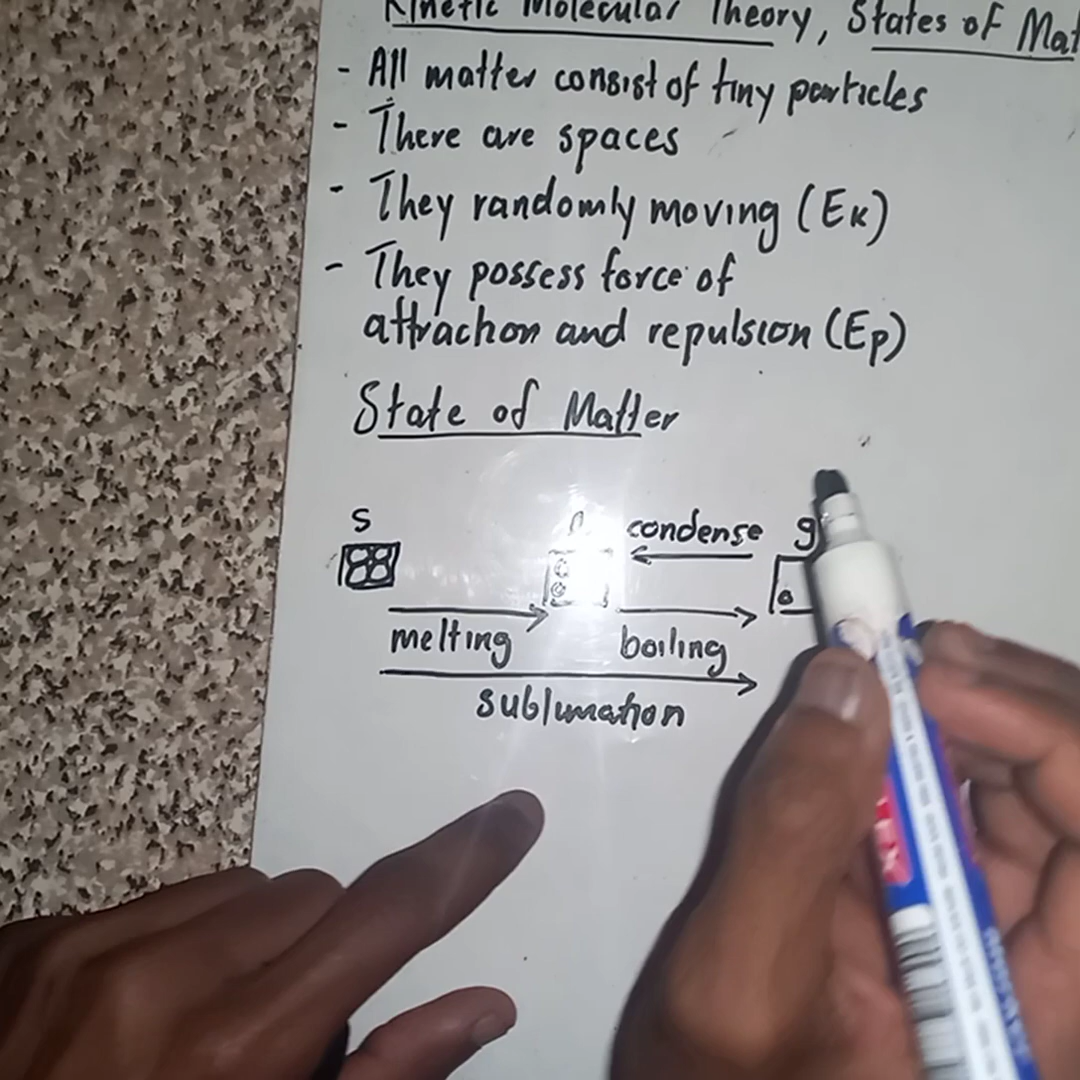 Kinetic Molecular Theory, States of Mat
- All matter consist of tiny particles
- There are spaces
- They randomly moving (Ek)
- They possess force of
attraction and repulsion (Ep)
State of Matter
s
condense g
melting boiling
sublimation
EX